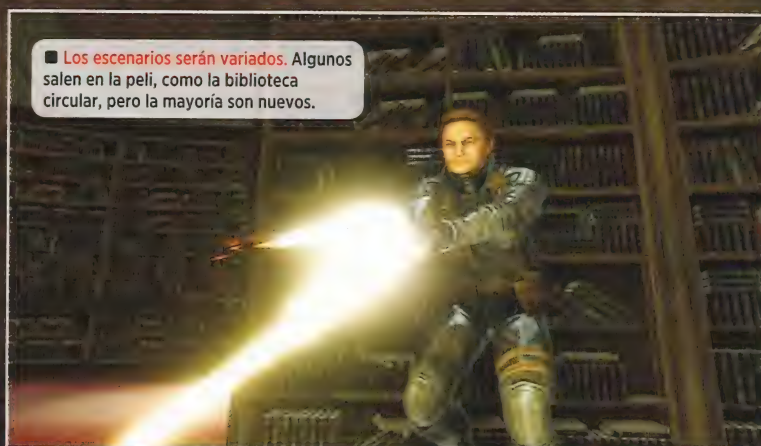 ■ Los escenarios serán variados. Algunos
salen en la peli, como la biblioteca
circular, pero la mayoría son nuevos.